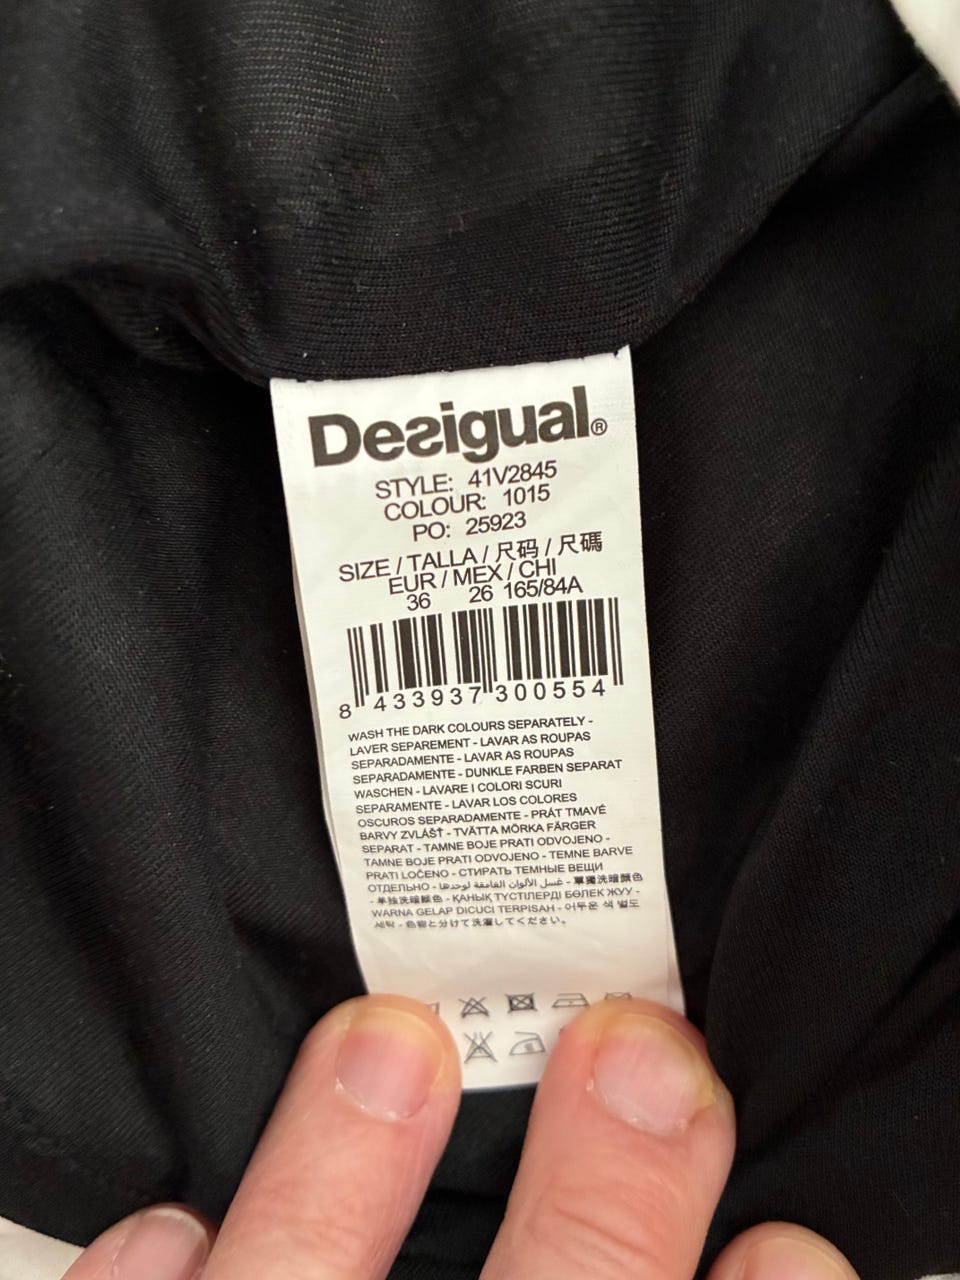 Desigual®
STYLE: 41V2845
COLOUR: 1015
PO: 25923
SIZE / TALLA / 尺码 / 尺碼
EUR / MEX / CHI
36 26 165/84A
8 433937 300554
WASH THE DARK COLOURS SEPARATELY -
LAVER SEPAREMENT - LAVAR AS ROUPAS
SEPARADAMENTE - LAVAR AS ROUPAS
SEPARADAMENTE - DUNKLE FARBEN SEPARAT
WASCHEN - LAVARE I COLORI SCURI
SEPARAMENTE - LAVAR LOS COLORES
OSCUROS SEPARADAMENTE - PRÁT TMAVÉ
BARVY ZVLÁŠŤ - TVÄTTA MÖRKA FÄRGER
SEPARAT - TAMNE BOJE PRATI ODVOJENO -
TAMNE BOJE PRATI ODVOJENO - TEMNE BARVE
PRATI LOČENO - СТИРАТЬ ТЕМНЫЕ ВЕЩИ
ОТДЕЛЬНО - غسل الألوان الغامقة لوحدها - 單獨洗暗顏色
- 单独洗暗顏色 - ҚАНЫҚ ТҮСТІЛЕРДІ БӨЛЕК ЖУУ -
WARNA GELAP DICUCI TERPISAH - 어두운 색 별도
세탁 - 色物と分けて洗濯してください。